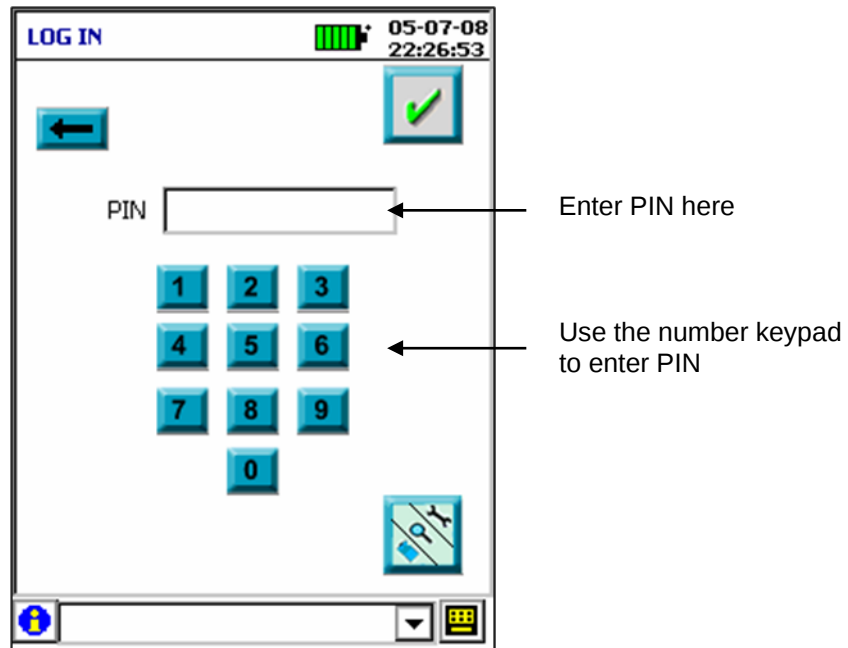 LOG IN
05-07-08
22:26:53
PIN
Enter PIN here
1 2 3
4 5 6
Use the number keypad
to enter PIN
7 8 9
0